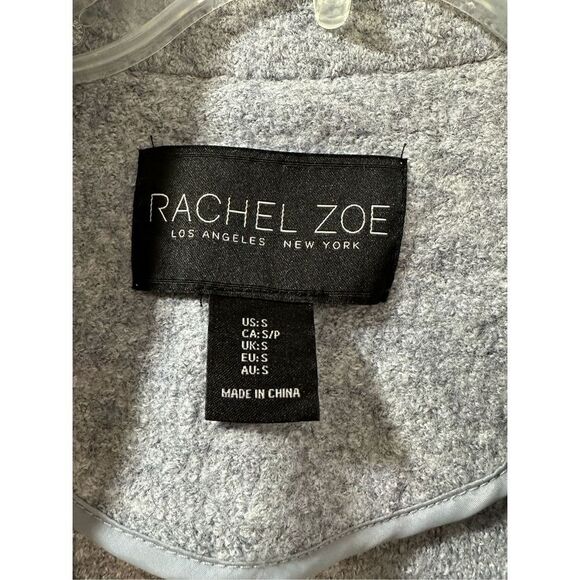 RACHEL ZOE
LOS ANGELES NEW YORK
US: S
CA: S/P
UK: S
EU: S
AU: S
MADE IN CHINA